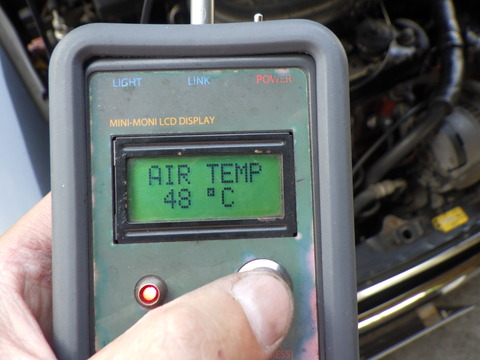 LIGHT LINK POWER
MINI-MONI LCD DISPLAY
AIR TEMP
48 °C